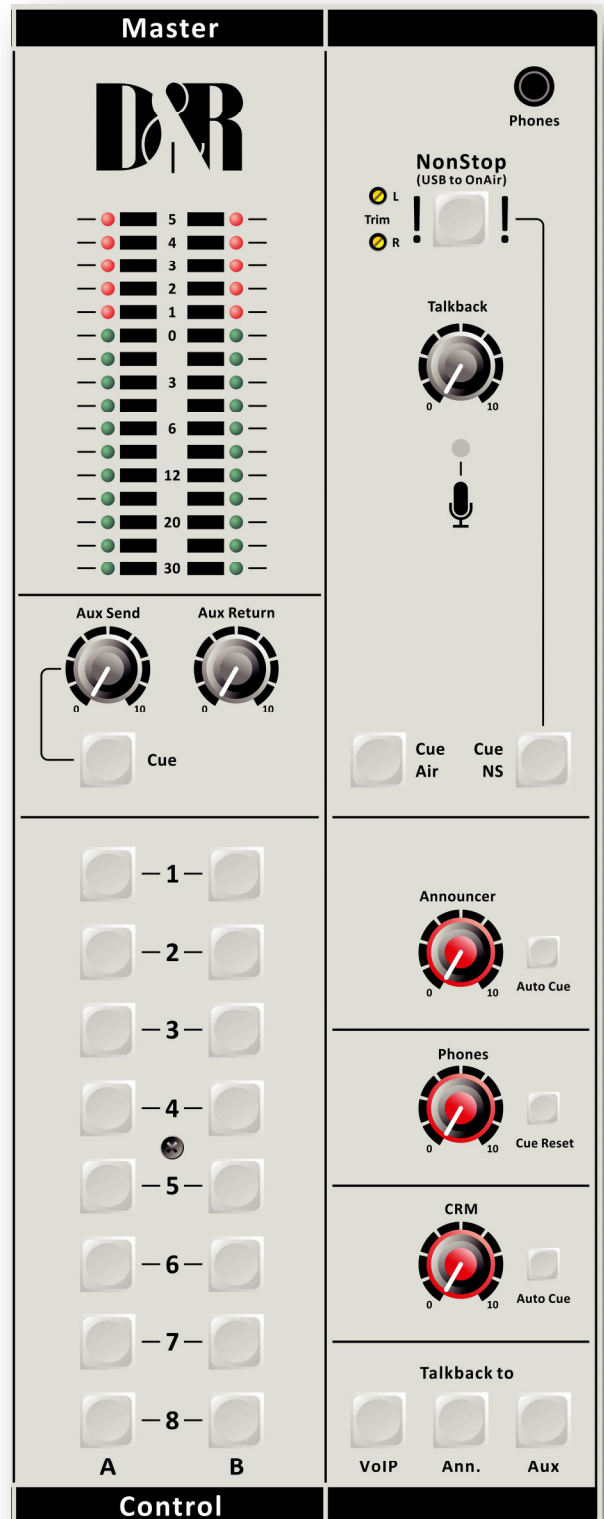 Master
D&R
5
4
3
2
1
0
3
6
12
20
30
Aux Send
Aux Return
0 10
0 10
Cue
1
2
3
4
5
6
7
8
A B
Control
Phones
NonStop
(USB to OnAir)
L
Trim
R
! !
Talkback
0 10
Cue Air
Cue NS
Announcer
0 10
Auto Cue
Phones
0 10
Cue Reset
CRM
0 10
Auto Cue
Talkback to
VoIP Ann. Aux